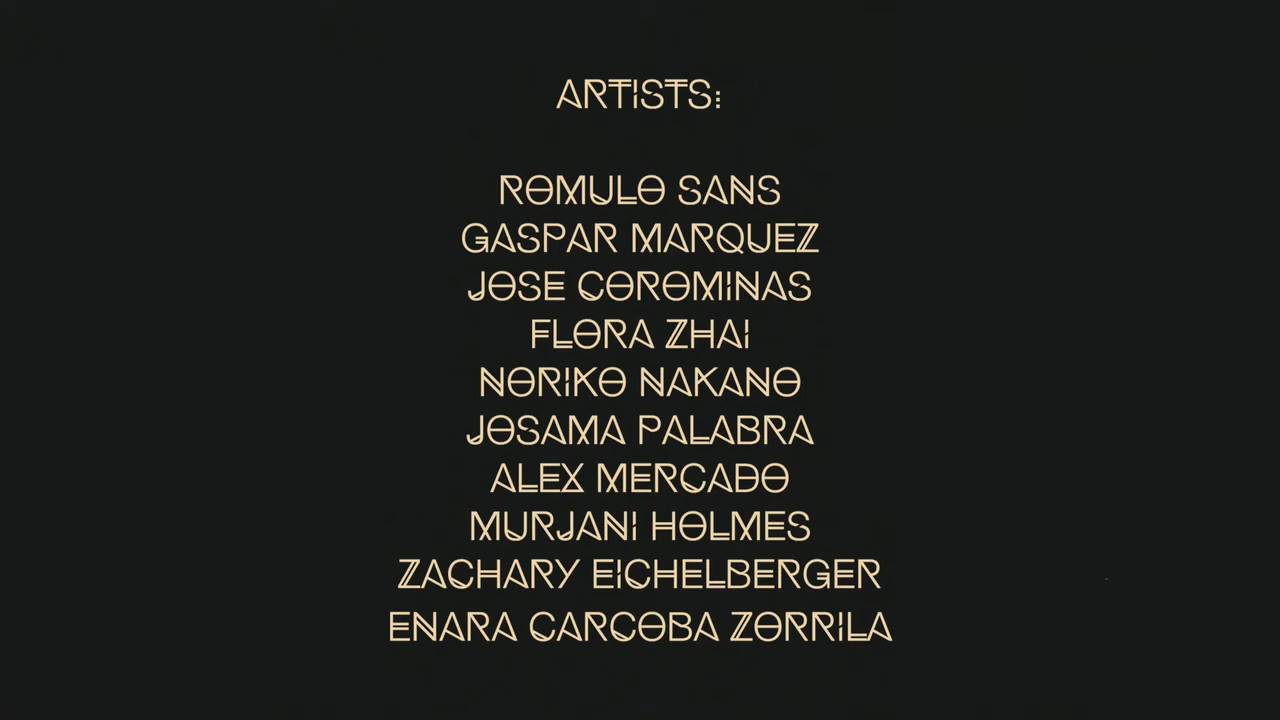 ARTISTS:
ROMULO SANS
GASPAR MARQUEZ
JOSE COROMINAS
FLORA ZHAI
NORIKO NAKANO
JOSAMA PALABRA
ALEX MERCADO
MURJANI HOLMES
ZACHARY EICHELBERGER
ENARA CARCOBA ZORRILA